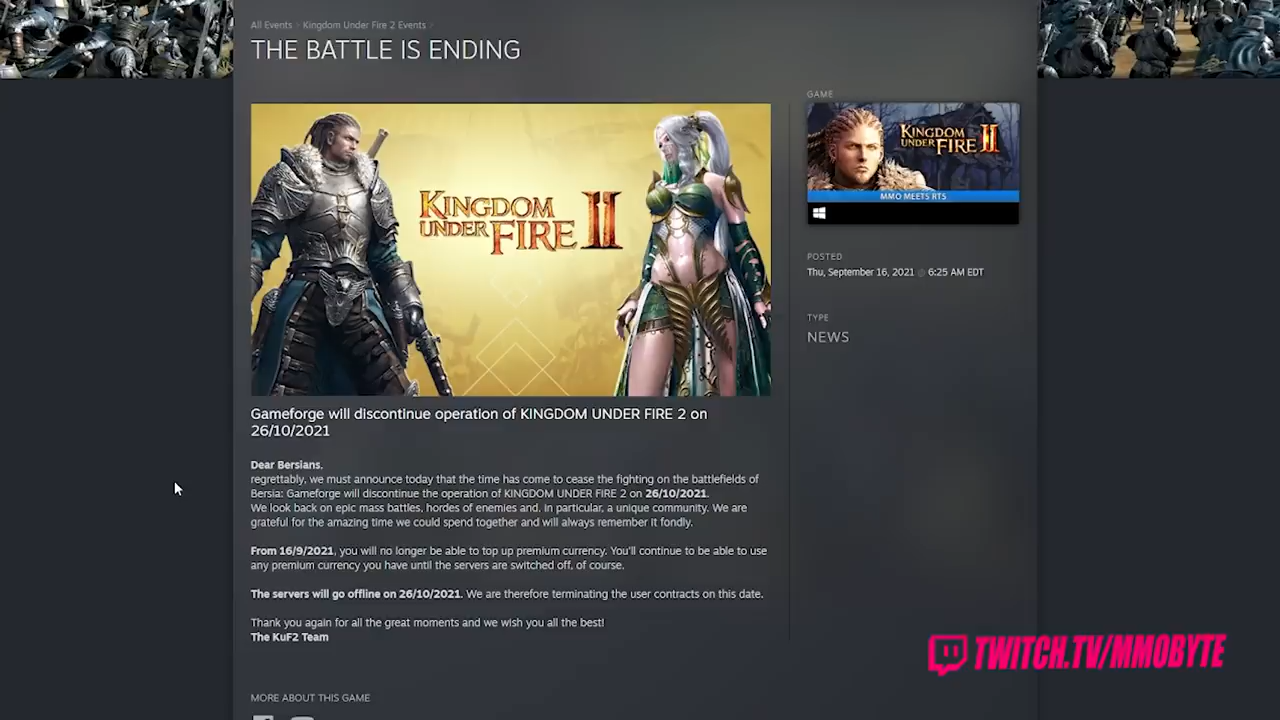 All Events > Kingdom Under Fire 2 Events >
THE BATTLE IS ENDING
KINGDOM
UNDER FIRE II
GAME
KINGDOM
UNDER FIRE II
MMO MEETS RTS
POSTED
Thu, September 16, 2021 @ 6:25 AM EDT
TYPE
NEWS
Gameforge will discontinue operation of KINGDOM UNDER FIRE 2 on
26/10/2021
Dear Bersians,
regrettably, we must announce today that the time has come to cease the fighting on the battlefields of
Bersia: Gameforge will discontinue the operation of KINGDOM UNDER FIRE 2 on 26/10/2021.
We look back on epic mass battles, hordes of enemies and, in particular, a unique community. We are
grateful for the amazing time we could spend together and will always remember it fondly.
From 16/9/2021, you will no longer be able to top up premium currency. You'll continue to be able to use
any premium currency you have until the servers are switched off, of course.
The servers will go offline on 26/10/2021. We are therefore terminating the user contracts on this date.
Thank you again for all the great moments and we wish you all the best!
The KuF2 Team
TWITCH.TV/MMOBYTE
MORE ABOUT THIS GAME